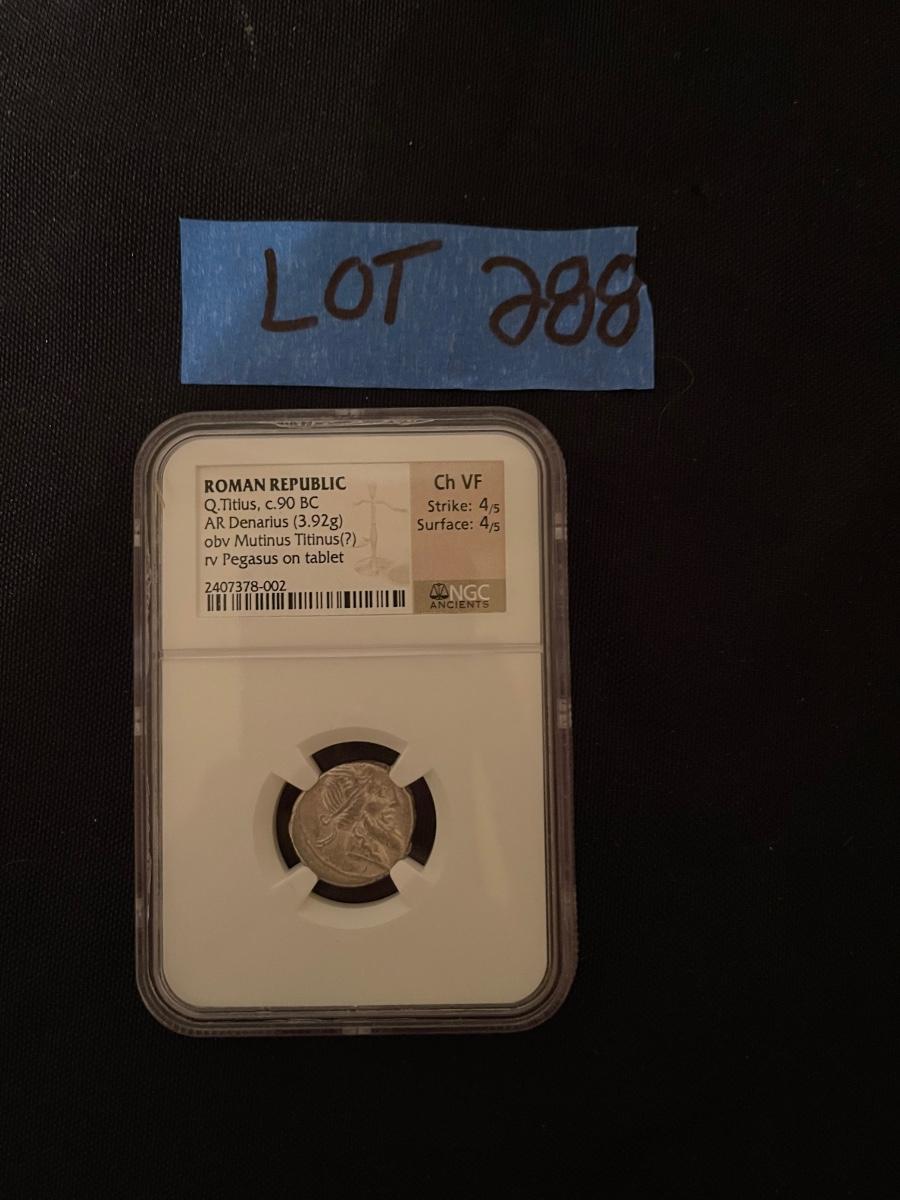 LOT 288
ROMAN REPUBLIC
Q.Titius, c.90 BC
AR Denarius (3.92g)
obv Mutinus Titinus(?)
rv Pegasus on tablet
2407378-002
Ch VF
Strike: 4/5
Surface: 4/5
NGC
ANCIENTS